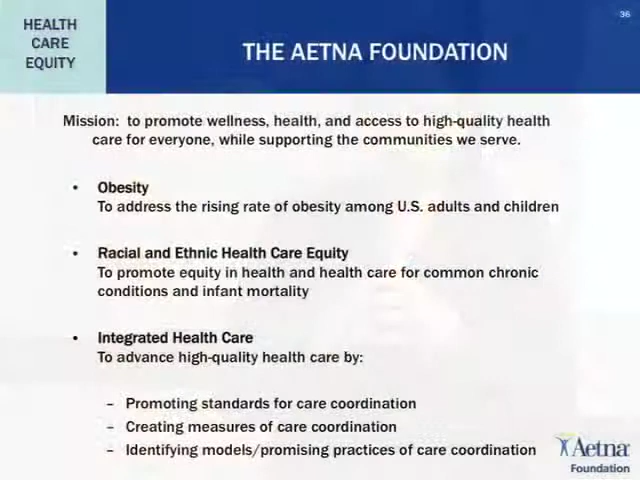 HEALTH
CARE
EQUITY
36
THE AETNA FOUNDATION
Mission: to promote wellness, health, and access to high-quality health
care for everyone, while supporting the communities we serve.
• Obesity
To address the rising rate of obesity among U.S. adults and children
• Racial and Ethnic Health Care Equity
To promote equity in health and health care for common chronic
conditions and infant mortality
• Integrated Health Care
To advance high-quality health care by:
– Promoting standards for care coordination
– Creating measures of care coordination
– Identifying models/promising practices of care coordination
Aetna
Foundation